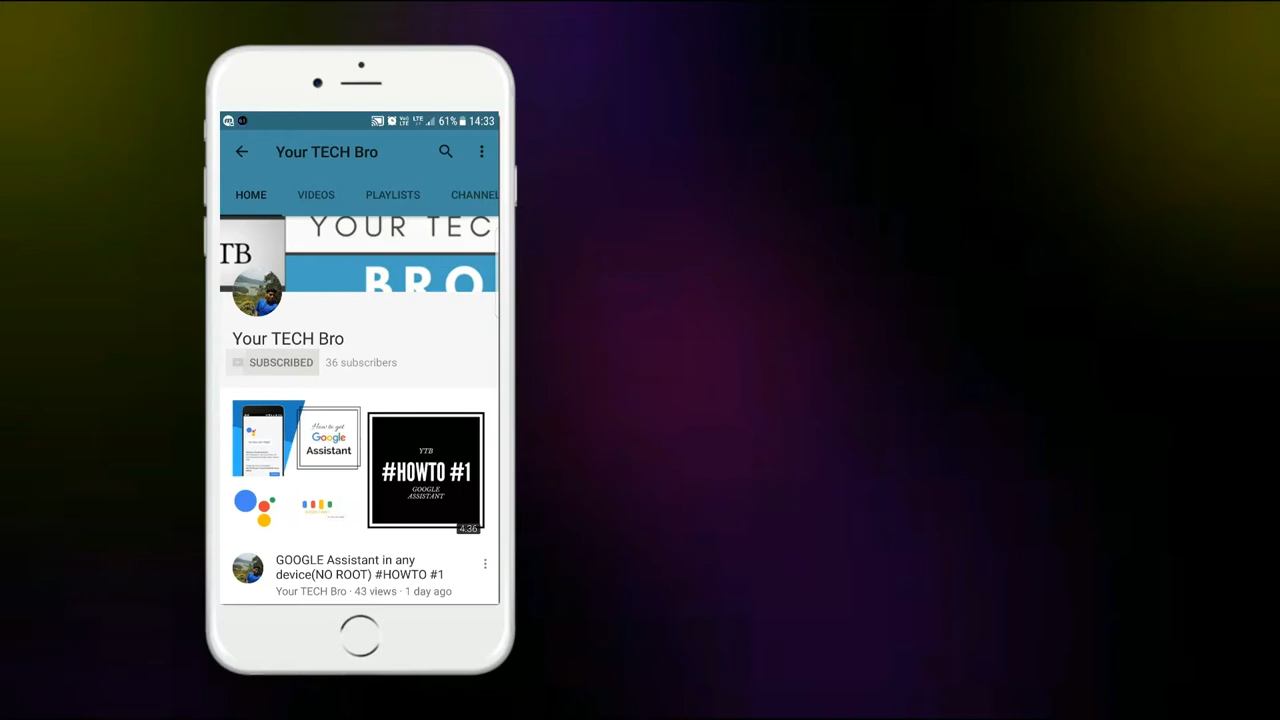 61% 14:33
Your TECH Bro
HOME VIDEOS PLAYLISTS CHANNEL
TB
YOUR TEC
BRO
Your TECH Bro
SUBSCRIBED 36 subscribers
How to get
Google
Assistant
YTB
#HOWTO #1
GOOGLE
ASSISTANT
4:36
GOOGLE Assistant in any
device(NO ROOT) #HOWTO #1
Your TECH Bro · 43 views · 1 day ago